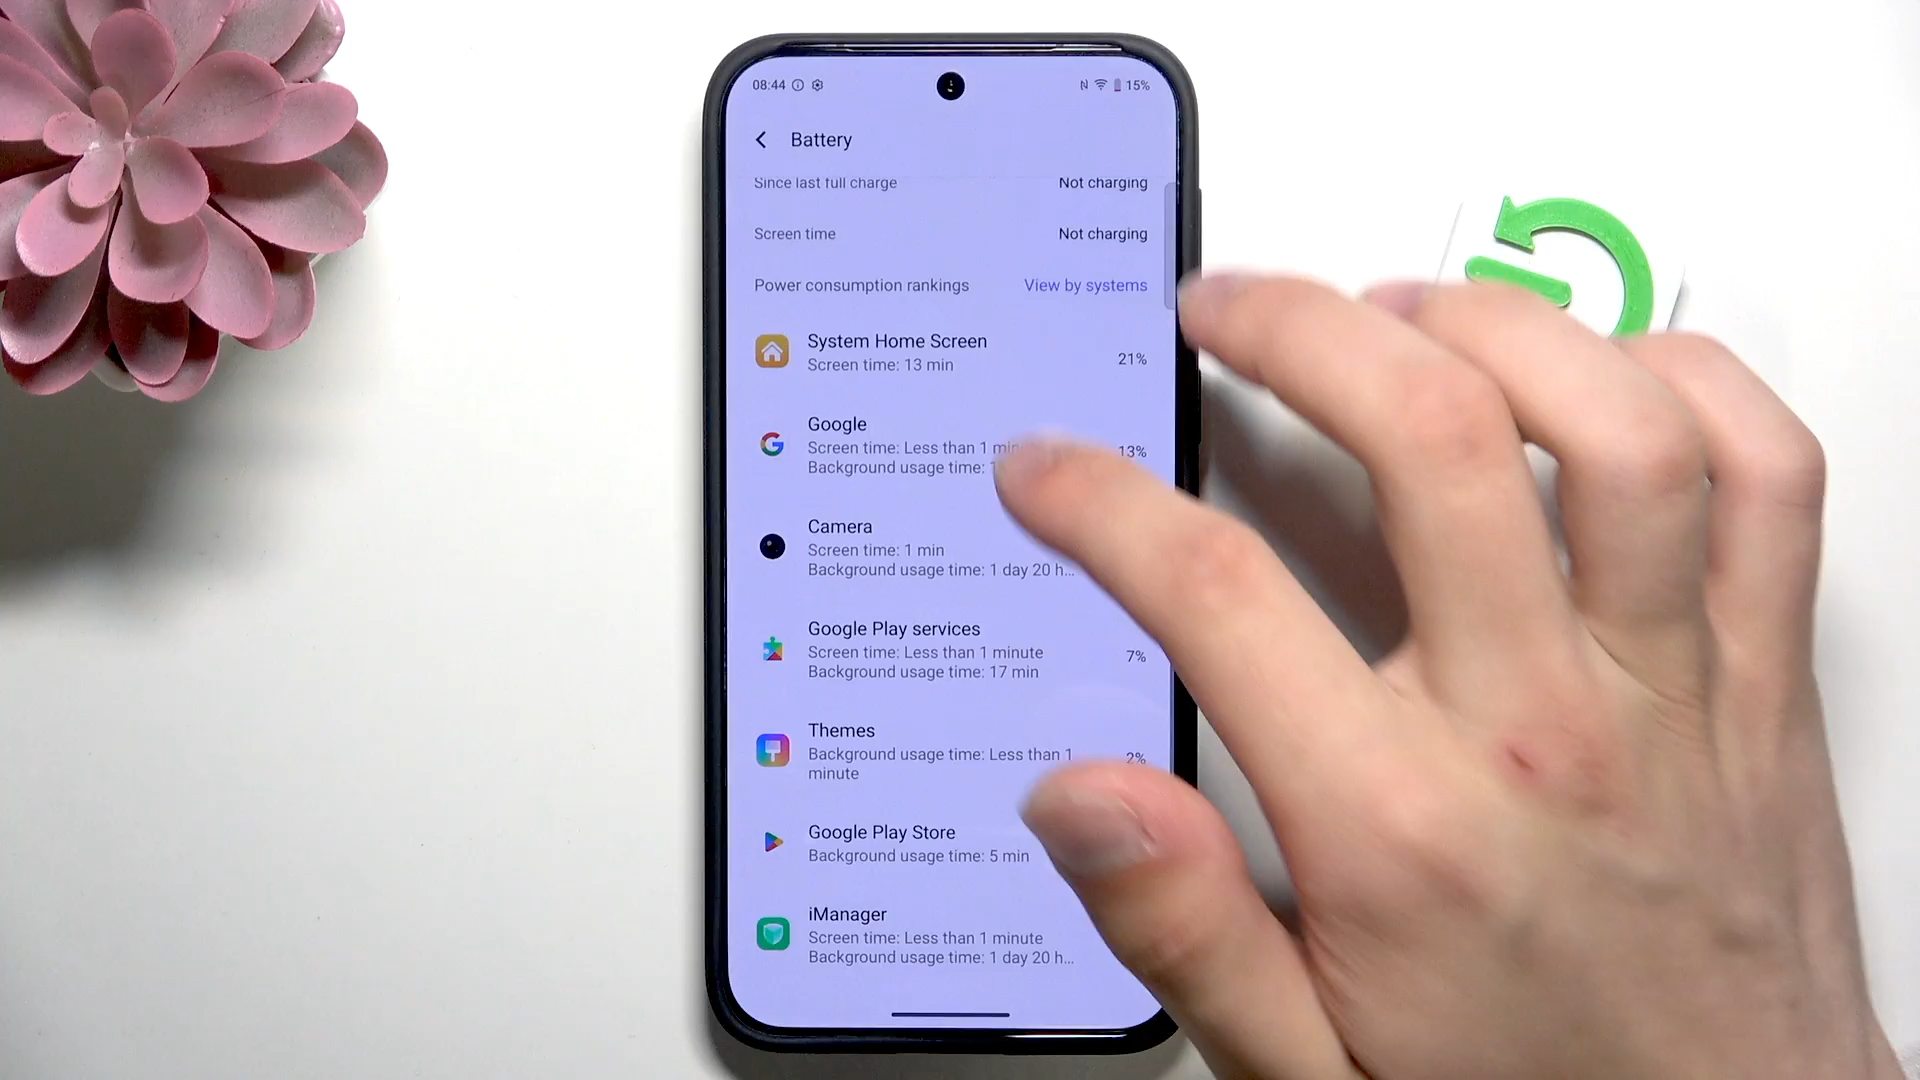 08:44 15%
Battery
Since last full charge Not charging
Screen time Not charging
Power consumption rankings View by systems
System Home Screen
Screen time: 13 min 21%
Google
Screen time: Less than 1 13%
Background usage time:
Camera
Screen time: 1 min
Background usage time: 1 day 20 h...
Google Play services
Screen time: Less than 1 minute 7%
Background usage time: 17 min
Themes
Background usage time: Less than 1 2%
minute
Google Play Store
Background usage time: 5 min
iManager
Screen time: Less than 1 minute
Background usage time: 1 day 20 h...